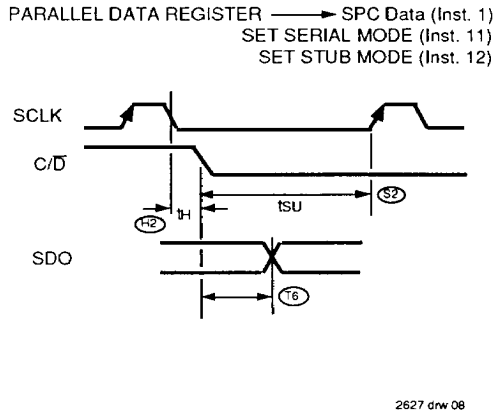 PARALLEL DATA REGISTER → SPC Data (Inst. 1)
SET SERIAL MODE (Inst. 11)
SET STUB MODE (Inst. 12)
SCLK
C/D̅
tH
tSU
S2
H2
SDO
T6
2627 drw 08